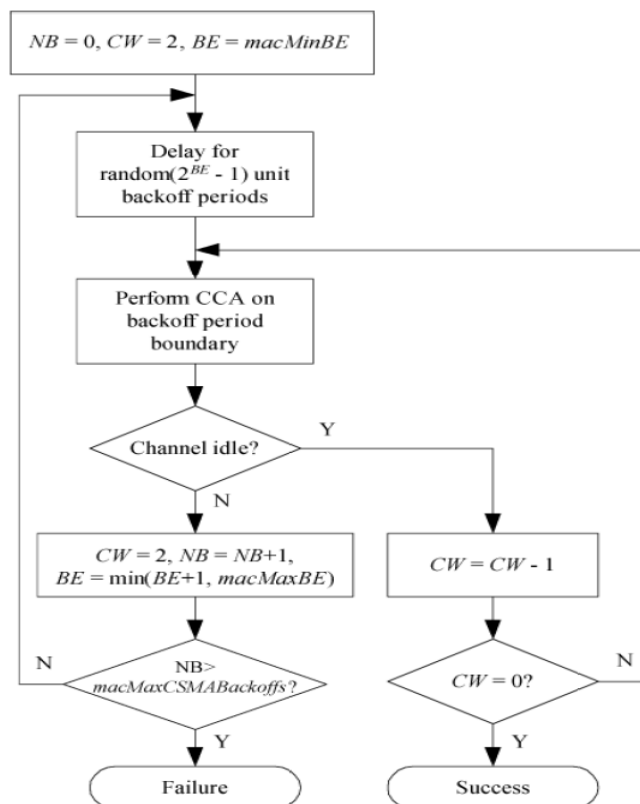 NB = 0, CW = 2, BE = macMinBE
Delay for
random(2^BE - 1) unit
backoff periods
Perform CCA on
backoff period
boundary
Channel idle?
Y
N
CW = 2, NB = NB+1,
BE = min(BE+1, macMaxBE)
CW = CW - 1
N
NB>
macMaxCSMABackoffs?
CW = 0?
N
Y
Y
Failure
Success